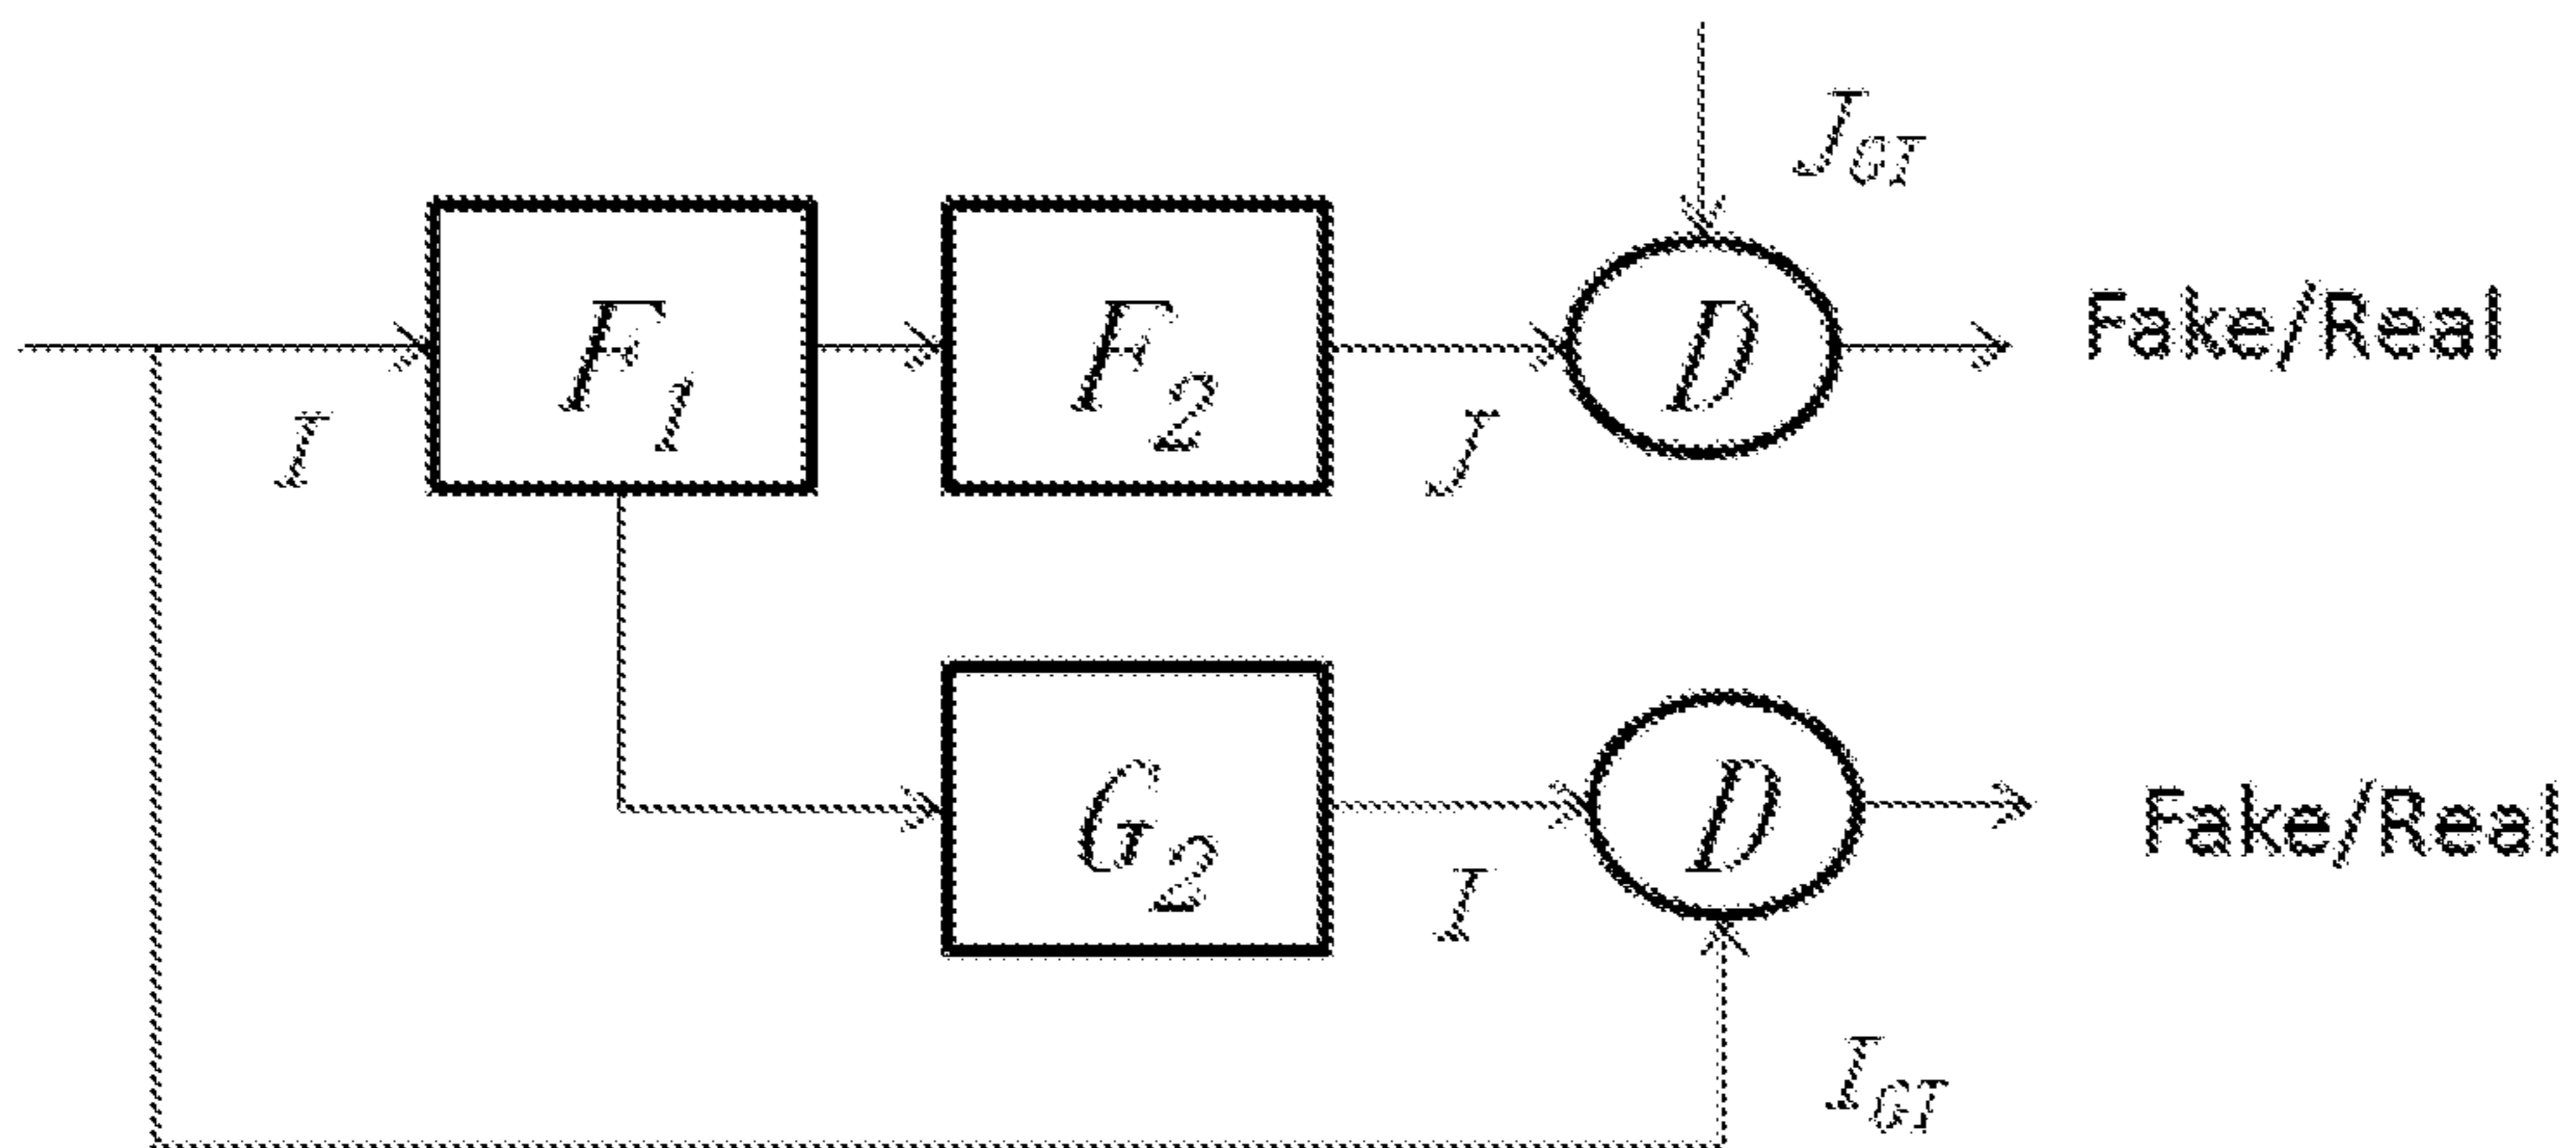 J_GT
F_1
F_2
D
Fake/Real
I
J
G_2
D
Fake/Real
I
I_GT